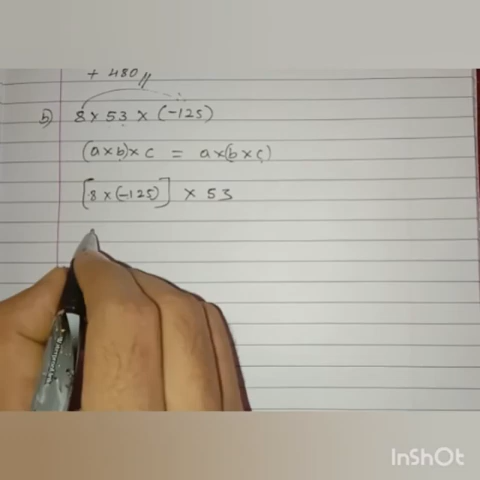 + 480 //
b) 8 × 53 × (-125)
(a×b)×c = a×(b×c)
[8 × (-125)] × 53
InShOt